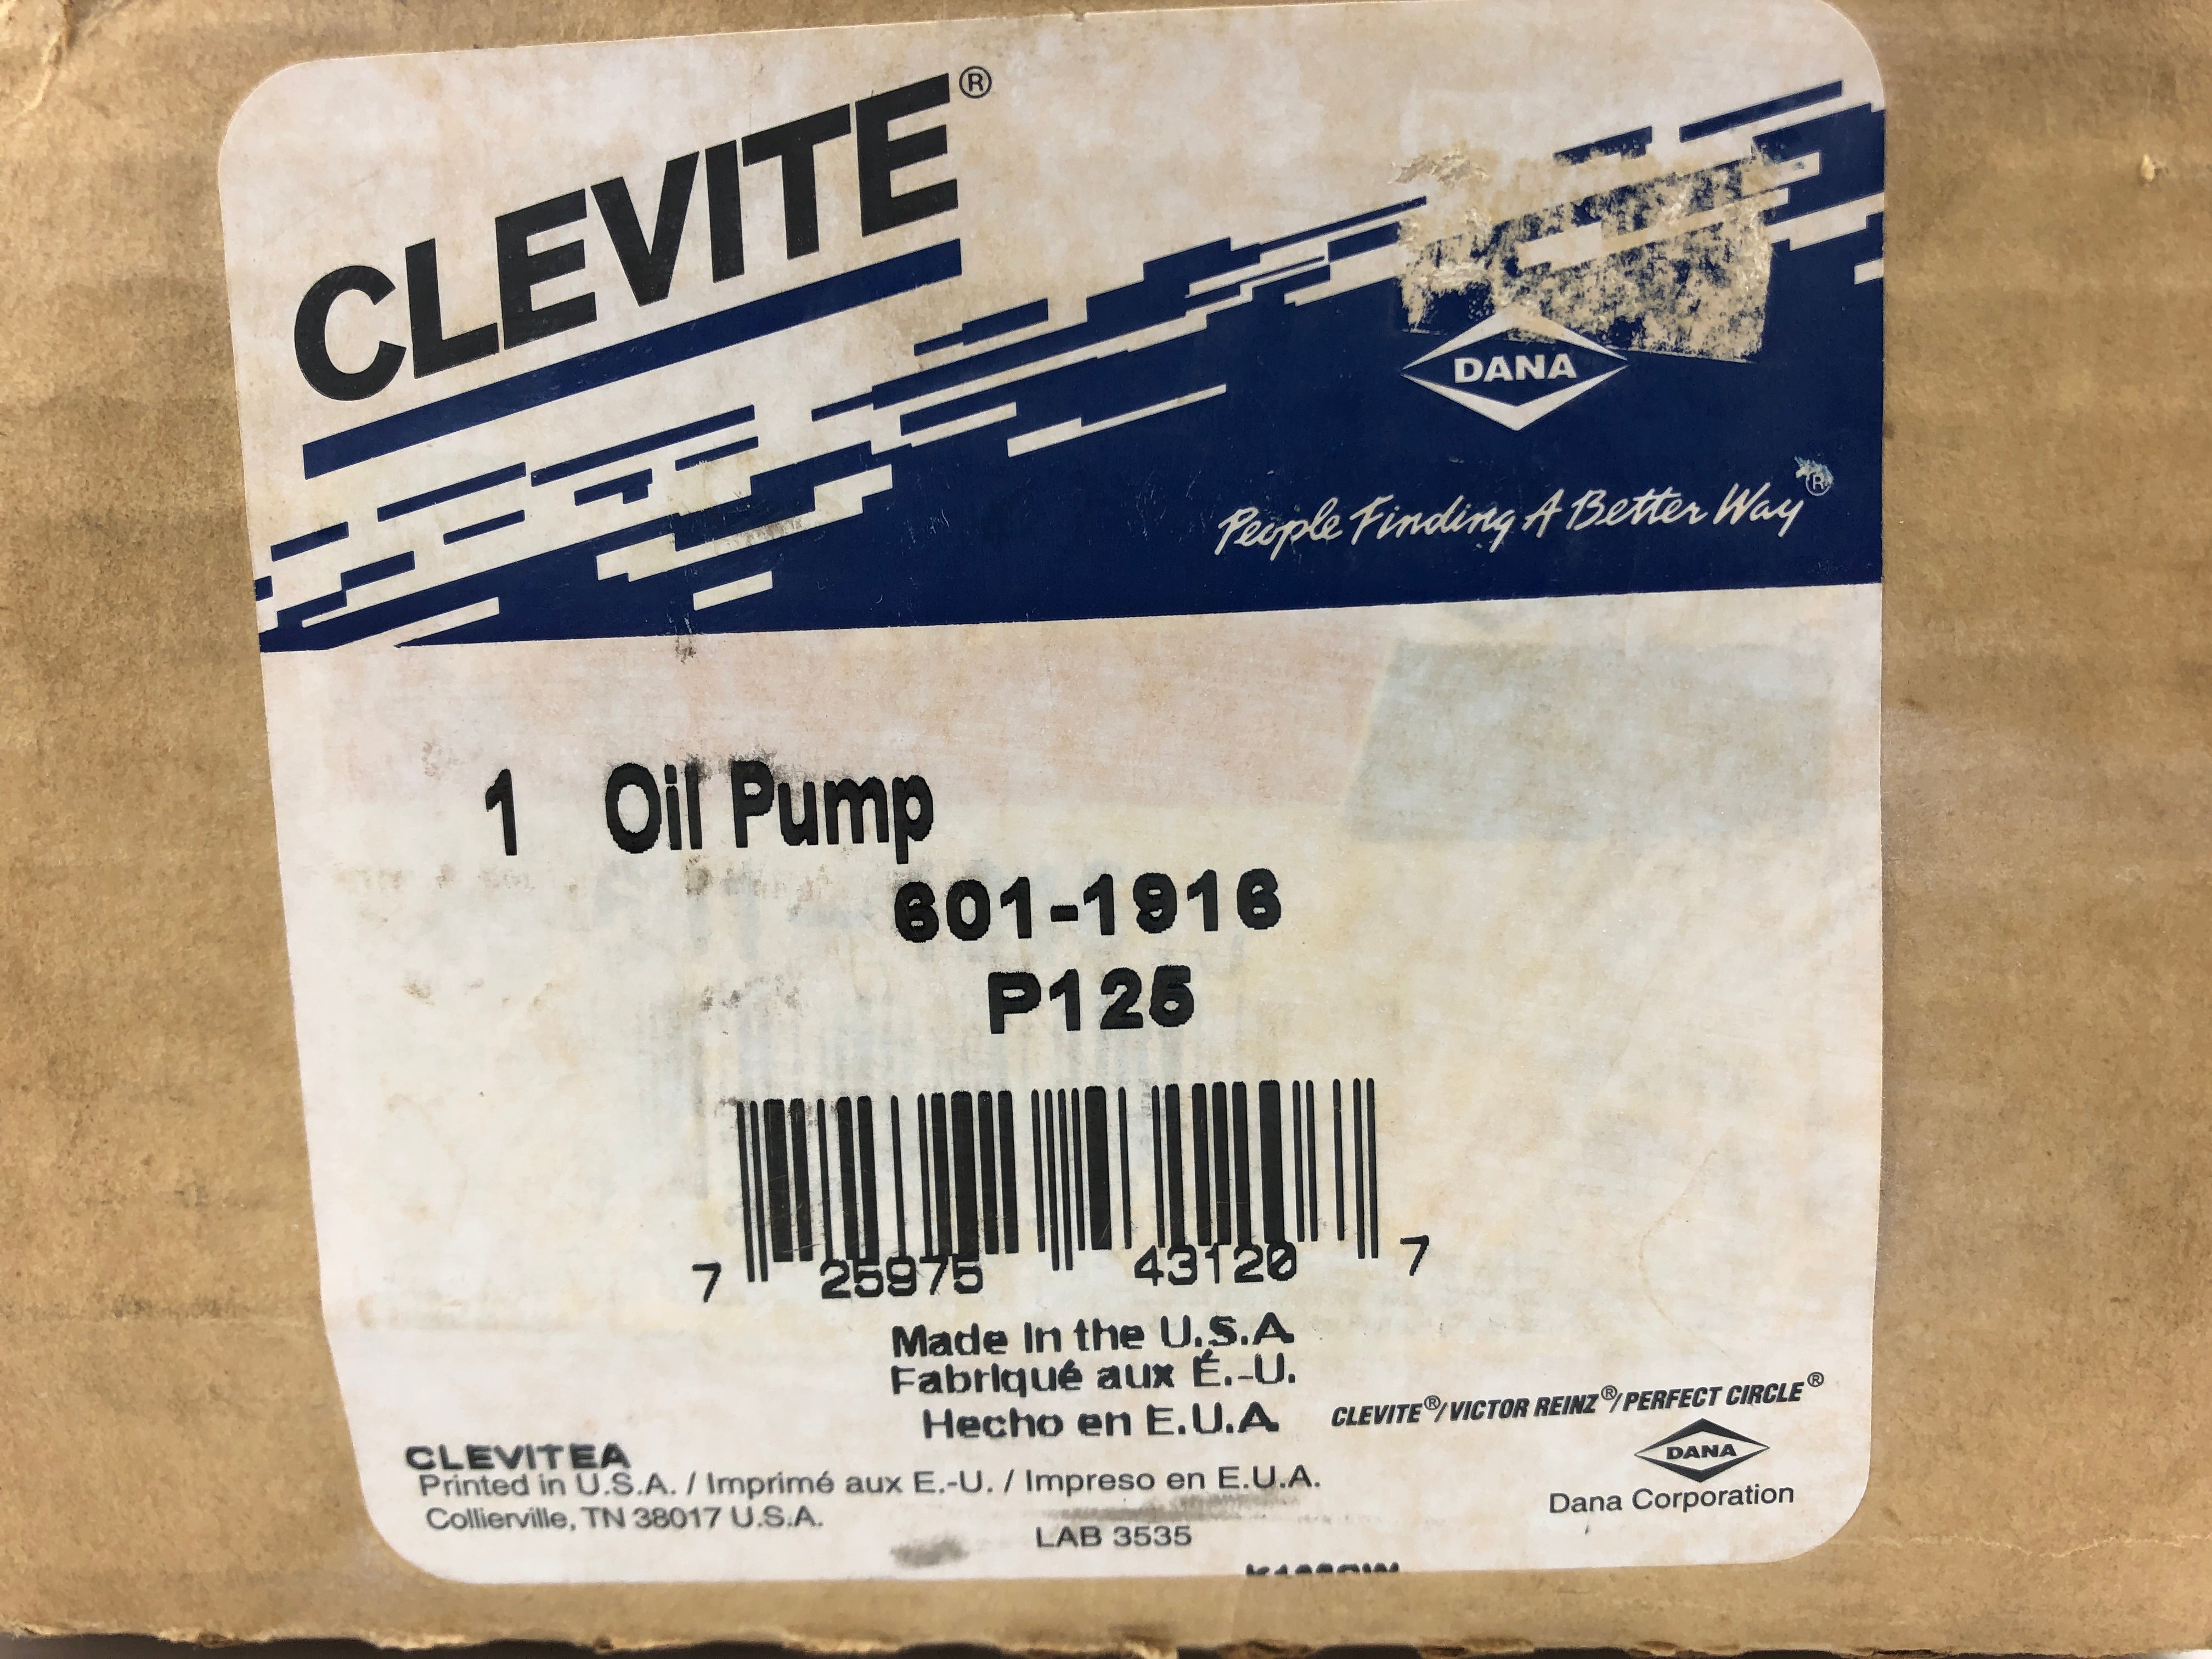 CLEVITE®
DANA
People Finding A Better Way®
1 Oil Pump
601-1916
P125
7 25975 43120 7
Made In the U.S.A
Fabriqué aux É.-U.
Hecho en E.U.A
CLEVITE®/VICTOR REINZ®/PERFECT CIRCLE®
DANA
Dana Corporation
CLEVITEA
Printed in U.S.A. / Imprimé aux E.-U. / Impreso en E.U.A.
Collierville, TN 38017 U.S.A.
LAB 3535